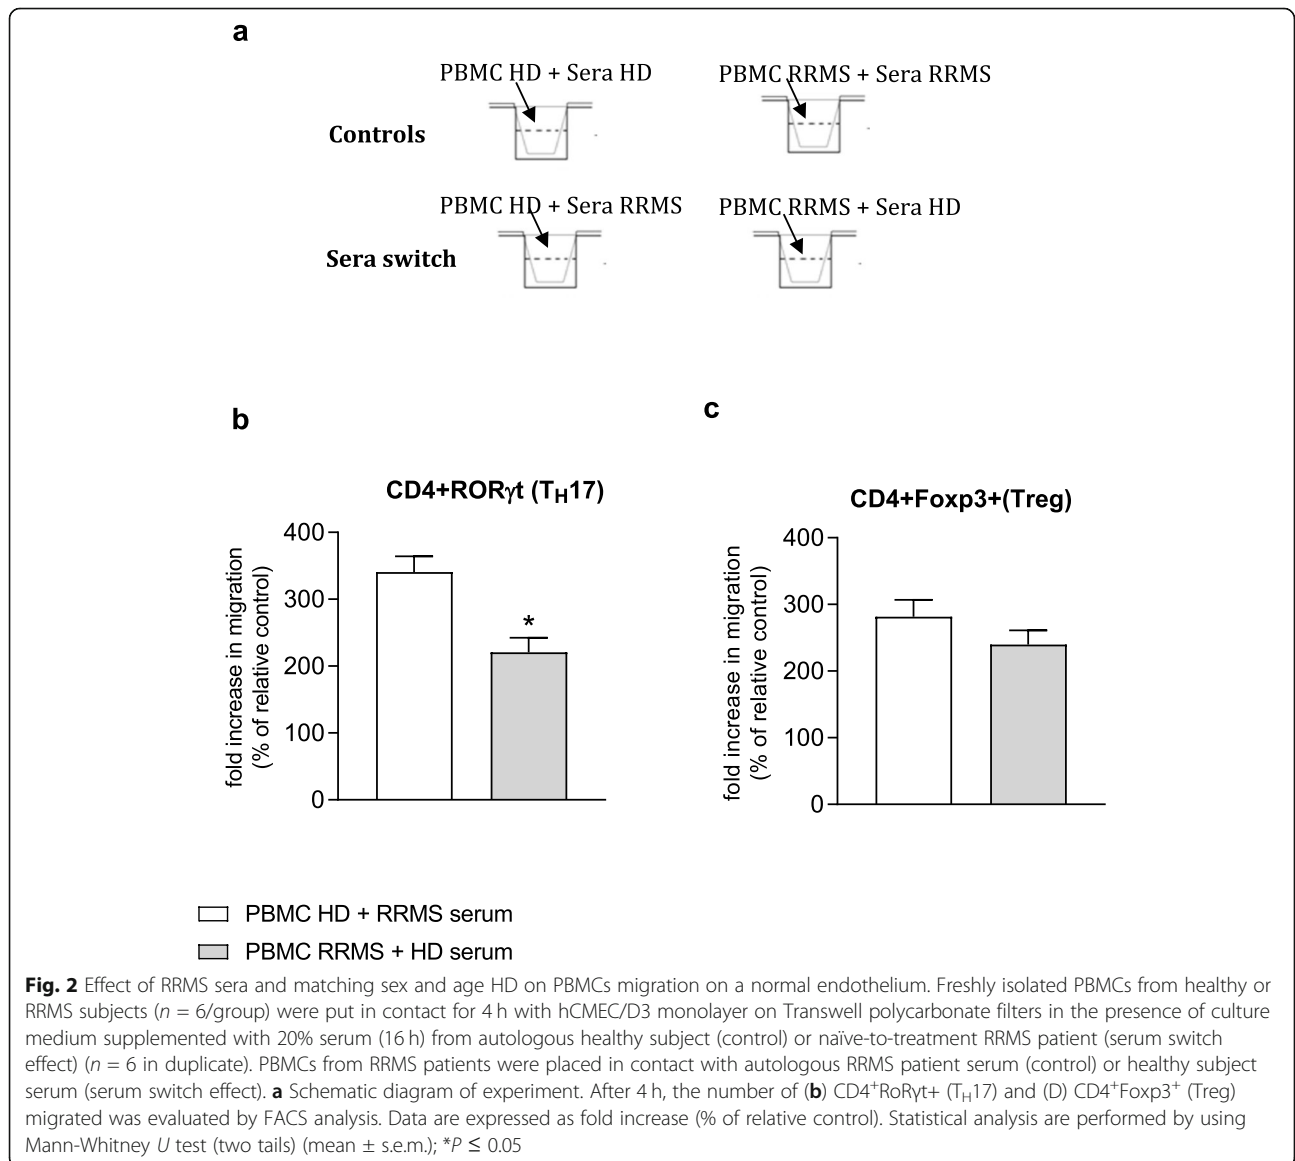 a
PBMC HD + Sera HD
PBMC RRMS + Sera RRMS
Controls
PBMC HD + Sera RRMS
PBMC RRMS + Sera HD
Sera switch
b
CD4+RORγt (TH17)
fold increase in migration
(% of relative control)
400
300
200
100
0
*
c
CD4+Foxp3+(Treg)
fold increase in migration
(% of relative control)
400
300
200
100
0
PBMC HD + RRMS serum
PBMC RRMS + HD serum
Fig. 2 Effect of RRMS sera and matching sex and age HD on PBMCs migration on a normal endothelium. Freshly isolated PBMCs from healthy or
RRMS subjects (n = 6/group) were put in contact for 4 h with hCMEC/D3 monolayer on Transwell polycarbonate filters in the presence of culture
medium supplemented with 20% serum (16 h) from autologous healthy subject (control) or naïve-to-treatment RRMS patient (serum switch
effect) (n = 6 in duplicate). PBMCs from RRMS patients were placed in contact with autologous RRMS patient serum (control) or healthy subject
serum (serum switch effect). a Schematic diagram of experiment. After 4 h, the number of (b) CD4+RoRγt+ (TH17) and (D) CD4+Foxp3+ (Treg)
migrated was evaluated by FACS analysis. Data are expressed as fold increase (% of relative control). Statistical analysis are performed by using
Mann-Whitney U test (two tails) (mean ± s.e.m.); *P ≤ 0.05